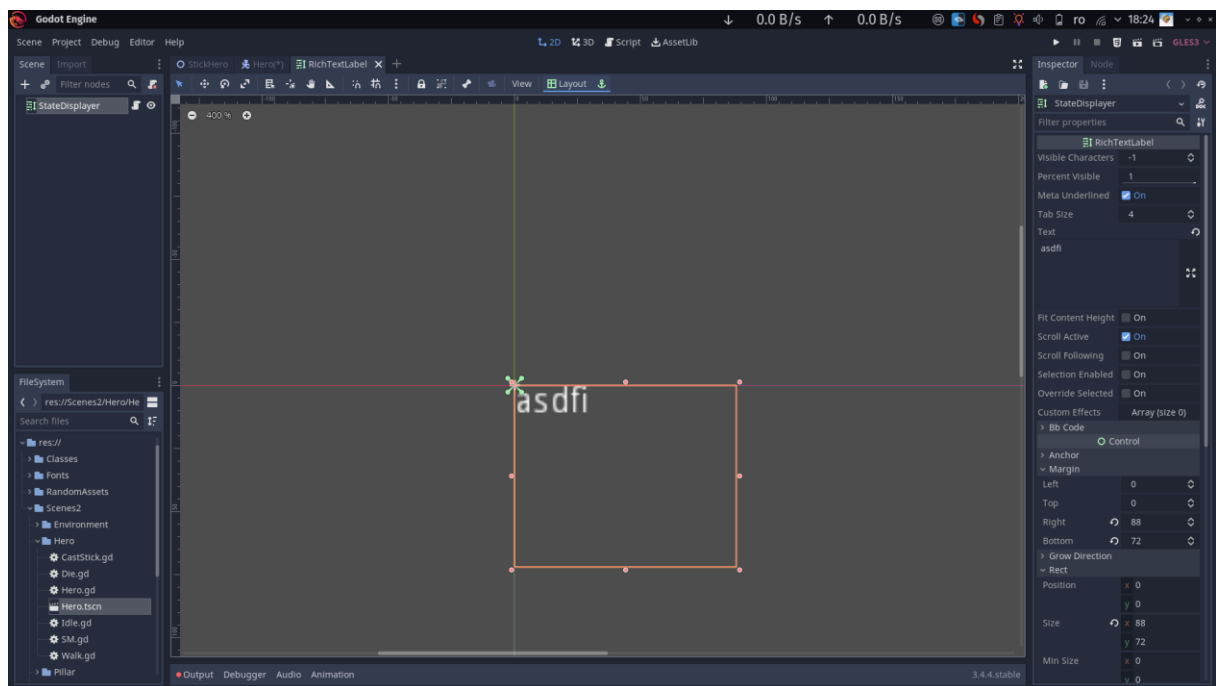 Godot Engine
↓ 0.0 B/s ↑ 0.0 B/s ro 18:24
Scene Project Debug Editor Help
2D 3D Script AssetLib
GLES3
Scene Import
StickHero Hero(*) RichTextLabel
Inspector Node
Filter nodes
View Layout
StateDisplayer
StateDisplayer
DOC
400 %
Filter properties
RichTextLabel
Visible Characters -1
Percent Visible 1
Meta Underlined On
Tab Size 4
Text
asdfi
Fit Content Height On
Scroll Active On
Scroll Following On
Selection Enabled On
Override Selected On
Custom Effects Array (size 0)
Bb Code
Control
Anchor
Margin
Left 0
Top 0
Right 88
Bottom 72
Grow Direction
Rect
Position x 0
y 0
Size x 88
y 72
Min Size x 0
y 0
asdfi
FileSystem
res://Scenes2/Hero/He
Search files
res://
Classes
Fonts
RandomAssets
Scenes2
Environment
Hero
CastStick.gd
Die.gd
Hero.gd
Hero.tscn
Idle.gd
SM.gd
Walk.gd
Pillar
Output Debugger Audio Animation
3.4.4.stable